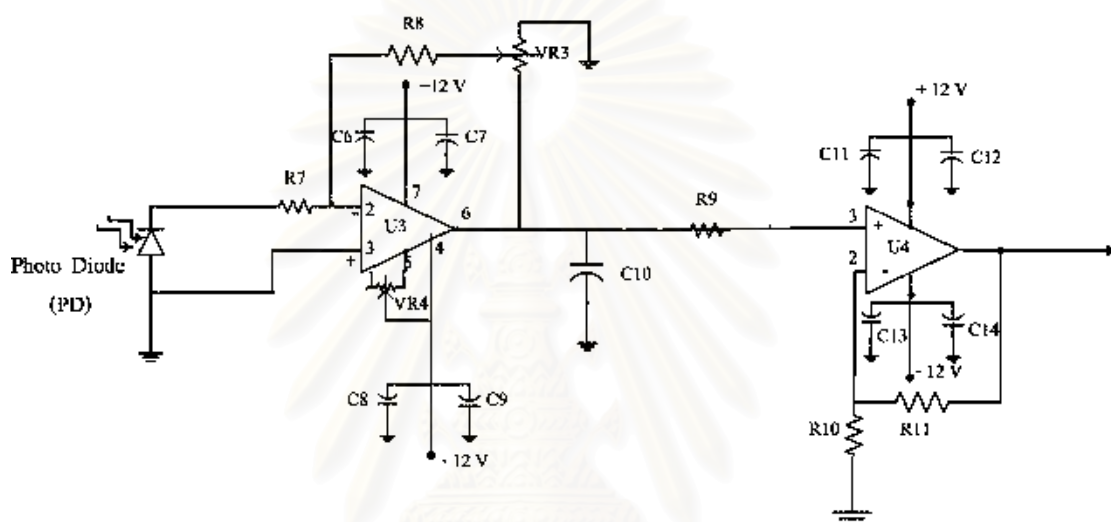 R8
VR3
−12 V
C6
C7
R7
2
-
7
U3
6
3
+
4
5
1
VR4
Photo Diode
(PD)
C8
C9
- 12 V
C10
R9
+ 12 V
C11
C12
3
+
U4
2
-
C13
C14
- 12 V
R11
R10